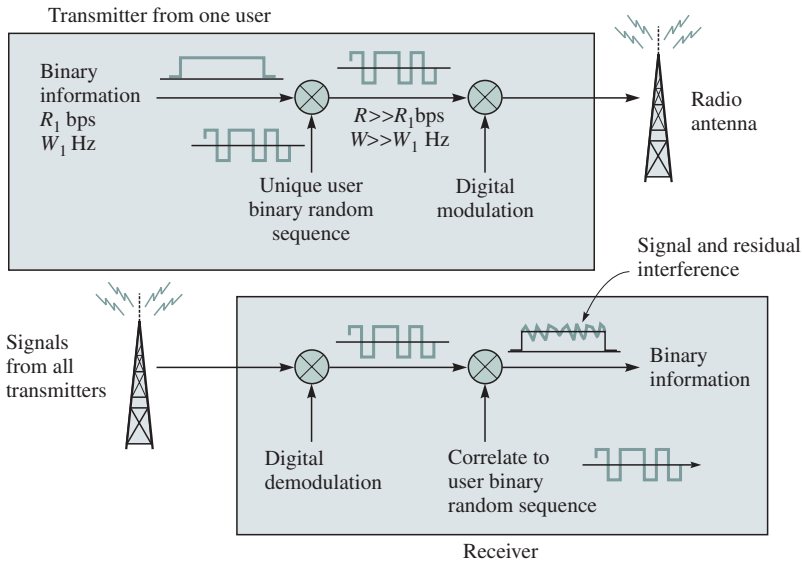 Transmitter from one user
Binary
information
R₁ bps
W₁ Hz
R>>R₁bps
W>>W₁ Hz
Unique user
binary random
sequence
Digital
modulation
Radio
antenna
Signal and residual
interference
Signals
from all
transmitters
Binary
information
Digital
demodulation
Correlate to
user binary
random sequence
Receiver